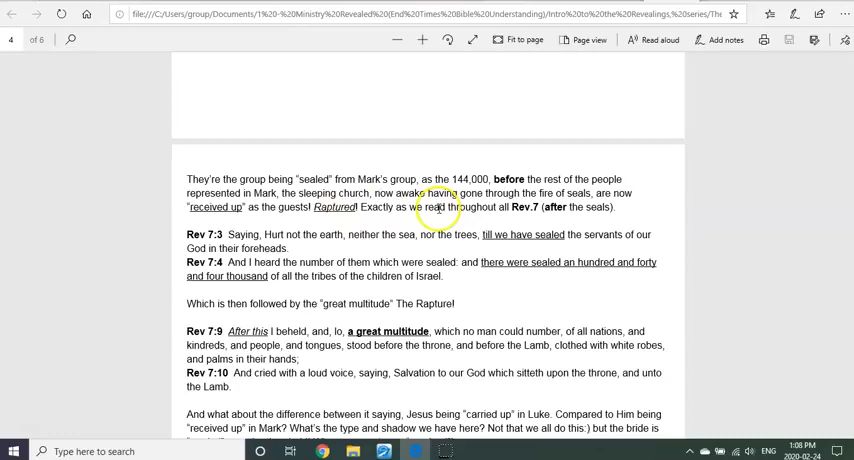 file:///C:/Users/group/Documents/1%20-%20Ministry%20Revealed%20(End%20Times%20Bible%20Understanding)/Intro%20to%20the%20Revealings,%20series/The
4 of 6
Fit to page
Page view
Read aloud
Add notes
They're the group being "sealed" from Mark's group, as the 144,000, before the rest of the people
represented in Mark, the sleeping church, now awake having gone through the fire of seals, are now
"received up" as the guests! Raptured! Exactly as we read throughout all Rev.7 (after the seals).
Rev 7:3 Saying, Hurt not the earth, neither the sea, nor the trees, till we have sealed the servants of our
God in their foreheads.
Rev 7:4 And I heard the number of them which were sealed: and there were sealed an hundred and forty
and four thousand of all the tribes of the children of Israel.
Which is then followed by the "great multitude" The Rapture!
Rev 7:9 After this I beheld, and, lo, a great multitude, which no man could number, of all nations, and
kindreds, and people, and tongues, stood before the throne, and before the Lamb, clothed with white robes,
and palms in their hands;
Rev 7:10 And cried with a loud voice, saying, Salvation to our God which sitteth upon the throne, and unto
the Lamb.
And what about the difference between it saying, Jesus being "carried up" in Luke. Compared to Him being
"received up" in Mark? What's the type and shadow we have here? Not that we all do this:) but the bride is
Type here to search
ENG
1:08 PM
2020-02-24